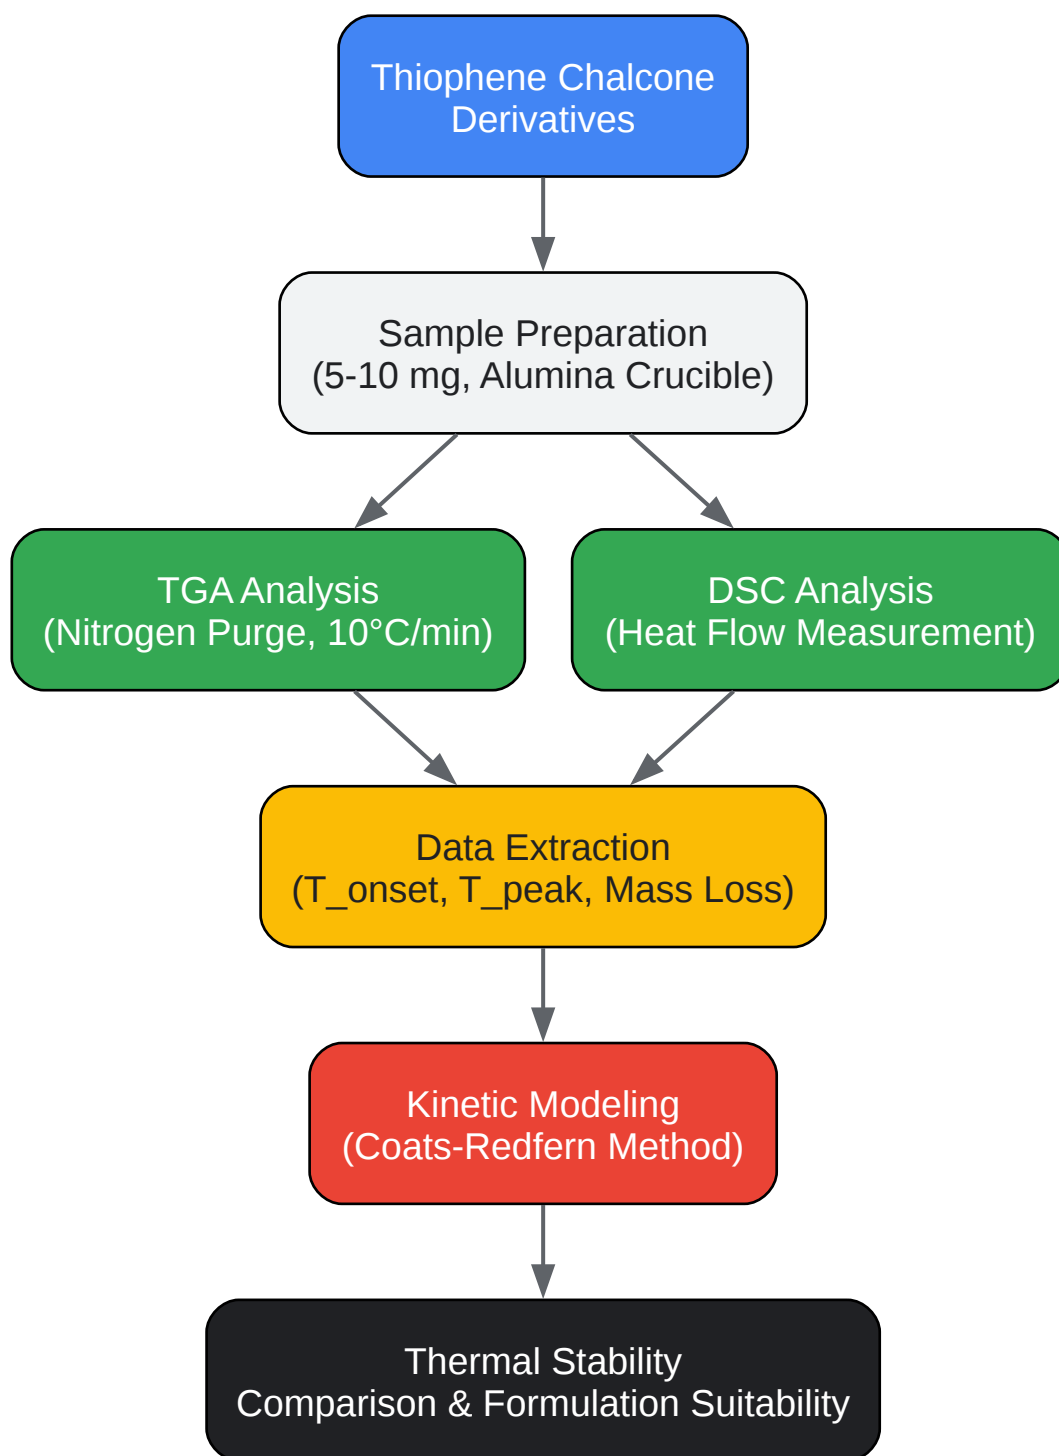 Thiophene Chalcone
Derivatives
Sample Preparation
(5-10 mg, Alumina Crucible)
TGA Analysis
(Nitrogen Purge, 10°C/min)
DSC Analysis
(Heat Flow Measurement)
Data Extraction
(T_onset, T_peak, Mass Loss)
Kinetic Modeling
(Coats-Redfern Method)
Thermal Stability
Comparison & Formulation Suitability